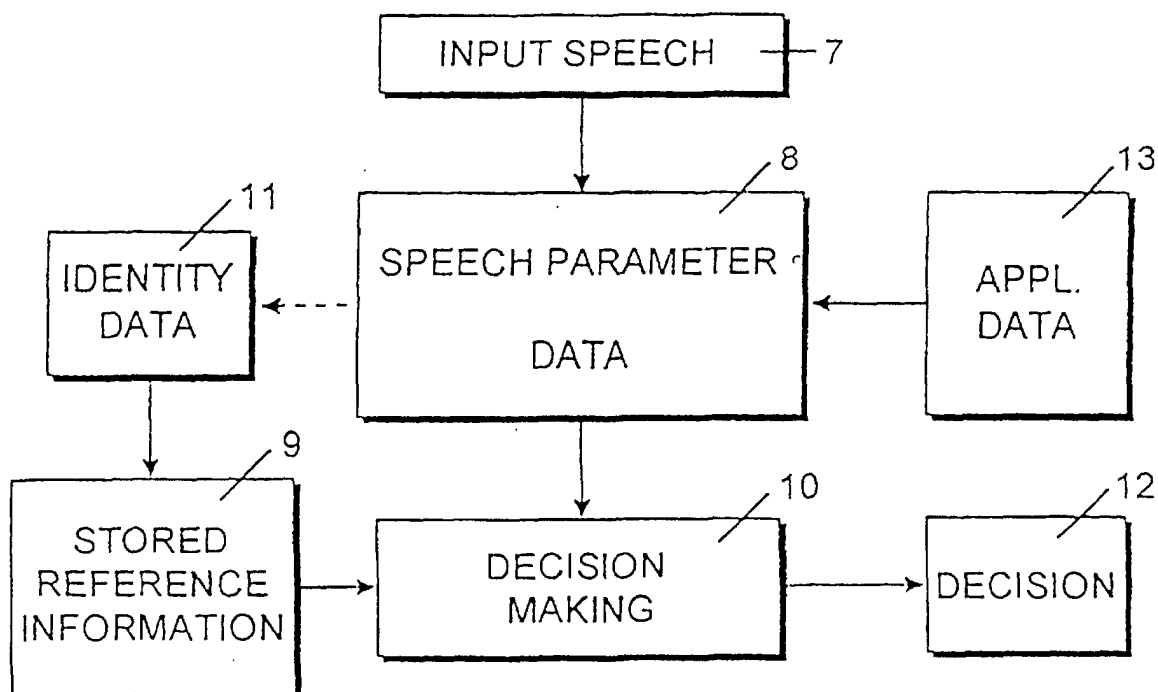 INPUT SPEECH
7
8
13
11
SPEECH PARAMETER
DATA
IDENTITY
DATA
APPL.
DATA
9
10
12
STORED
REFERENCE
INFORMATION
DECISION
MAKING
DECISION